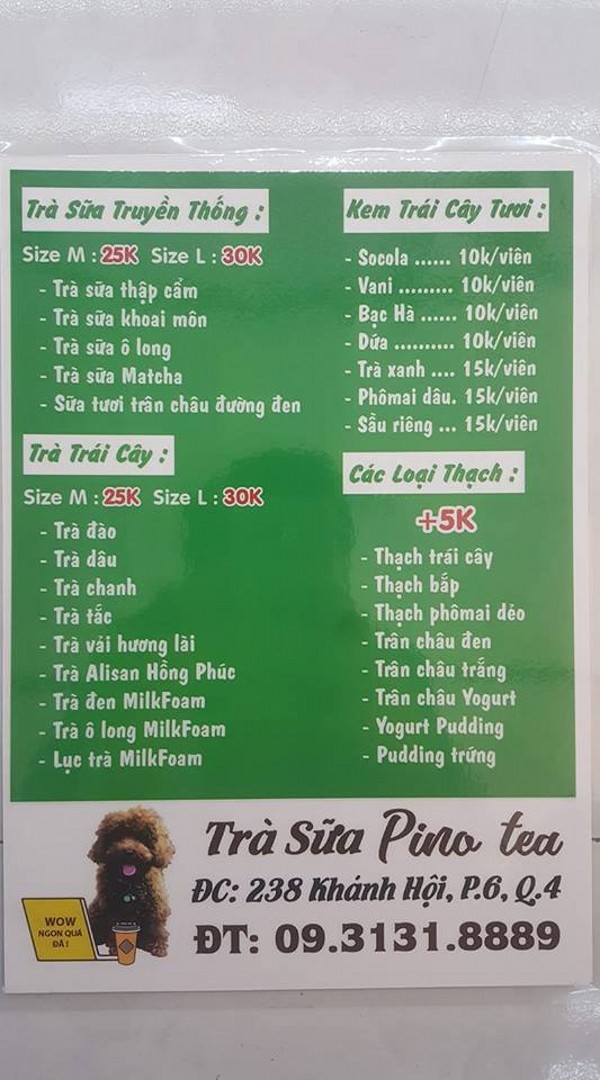 Trà Sữa Truyền Thống :
Size M : 25K Size L : 30K
- Trà sữa thập cẩm
- Trà sữa khoai môn
- Trà sữa ô long
- Trà sữa Matcha
- Sữa tươi trân châu đường đen
Trà Trái Cây :
Size M : 25K Size L : 30K
- Trà đào
- Trà dâu
- Trà chanh
- Trà tắc
- Trà vải hương lài
- Trà Alisan Hồng Phúc
- Trà đen MilkFoam
- Trà ô long MilkFoam
- Lục trà MilkFoam
Kem Trái Cây Tươi :
- Socola ...... 10k/viên
- Vani ......... 10k/viên
- Bạc Hà ...... 10k/viên
- Dứa .......... 10k/viên
- Trà xanh .... 15k/viên
- Phômai dâu. 15k/viên
- Sầu riêng ... 15k/viên
Các Loại Thạch :
+5K
- Thạch trái cây
- Thạch bắp
- Thạch phômai dẻo
- Trân châu đen
- Trân châu trắng
- Trân châu Yogurt
- Yogurt Pudding
- Pudding trứng
Trà Sữa Pino tea
ĐC: 238 Khánh Hội, P.6, Q.4
ĐT: 09.3131.8889
WOW
NGON QUÁ
ĐÃ !